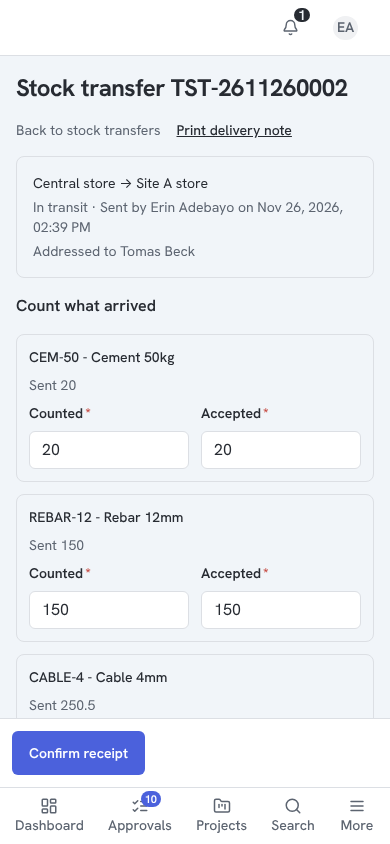 1
EA
Stock transfer TST-2611260002
Back to stock transfers Print delivery note
Central store → Site A store
In transit · Sent by Erin Adebayo on Nov 26, 2026,
02:39 PM
Addressed to Tomas Beck
Count what arrived
CEM-50 - Cement 50kg
Sent 20
Counted * Accepted *
20 20
REBAR-12 - Rebar 12mm
Sent 150
Counted * Accepted *
150 150
CABLE-4 - Cable 4mm
Sent 250.5
Confirm receipt
10
Dashboard Approvals Projects Search More